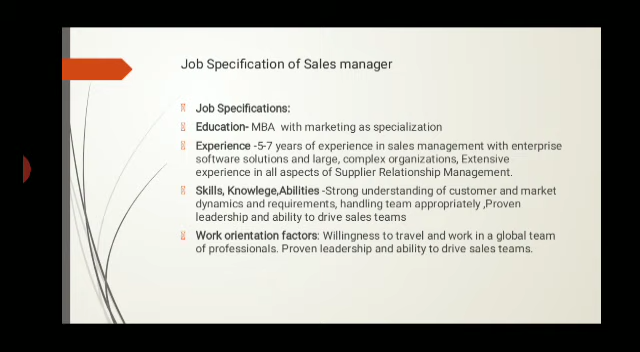 Job Specification of Sales manager
Job Specifications:
Education- MBA  with marketing as specialization
Experience -5-7 years of experience in sales management with enterprise
software solutions and large, complex organizations, Extensive
experience in all aspects of Supplier Relationship Management.
Skills, Knowlege,Abilities -Strong understanding of customer and market
dynamics and requirements, handling team appropriately ,Proven
leadership and ability to drive sales teams
Work orientation factors: Willingness to travel and work in a global team
of professionals. Proven leadership and ability to drive sales teams.